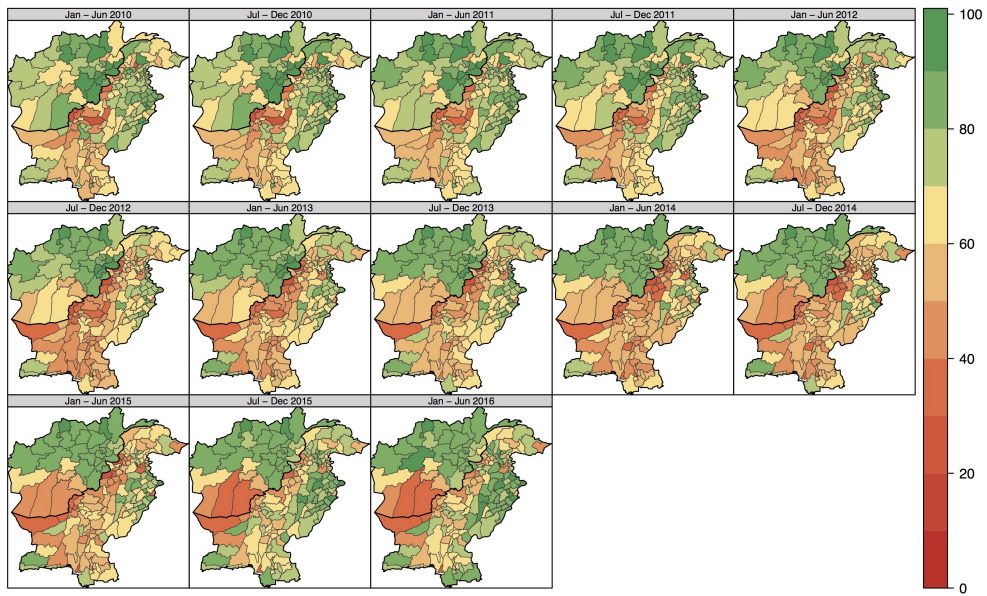 Jan – Jun 2010
Jul – Dec 2010
Jan – Jun 2011
Jul – Dec 2011
Jan – Jun 2012
Jul – Dec 2012
Jan – Jun 2013
Jul – Dec 2013
Jan – Jun 2014
Jul – Dec 2014
Jan – Jun 2015
Jul – Dec 2015
Jan – Jun 2016
100
80
60
40
20
0